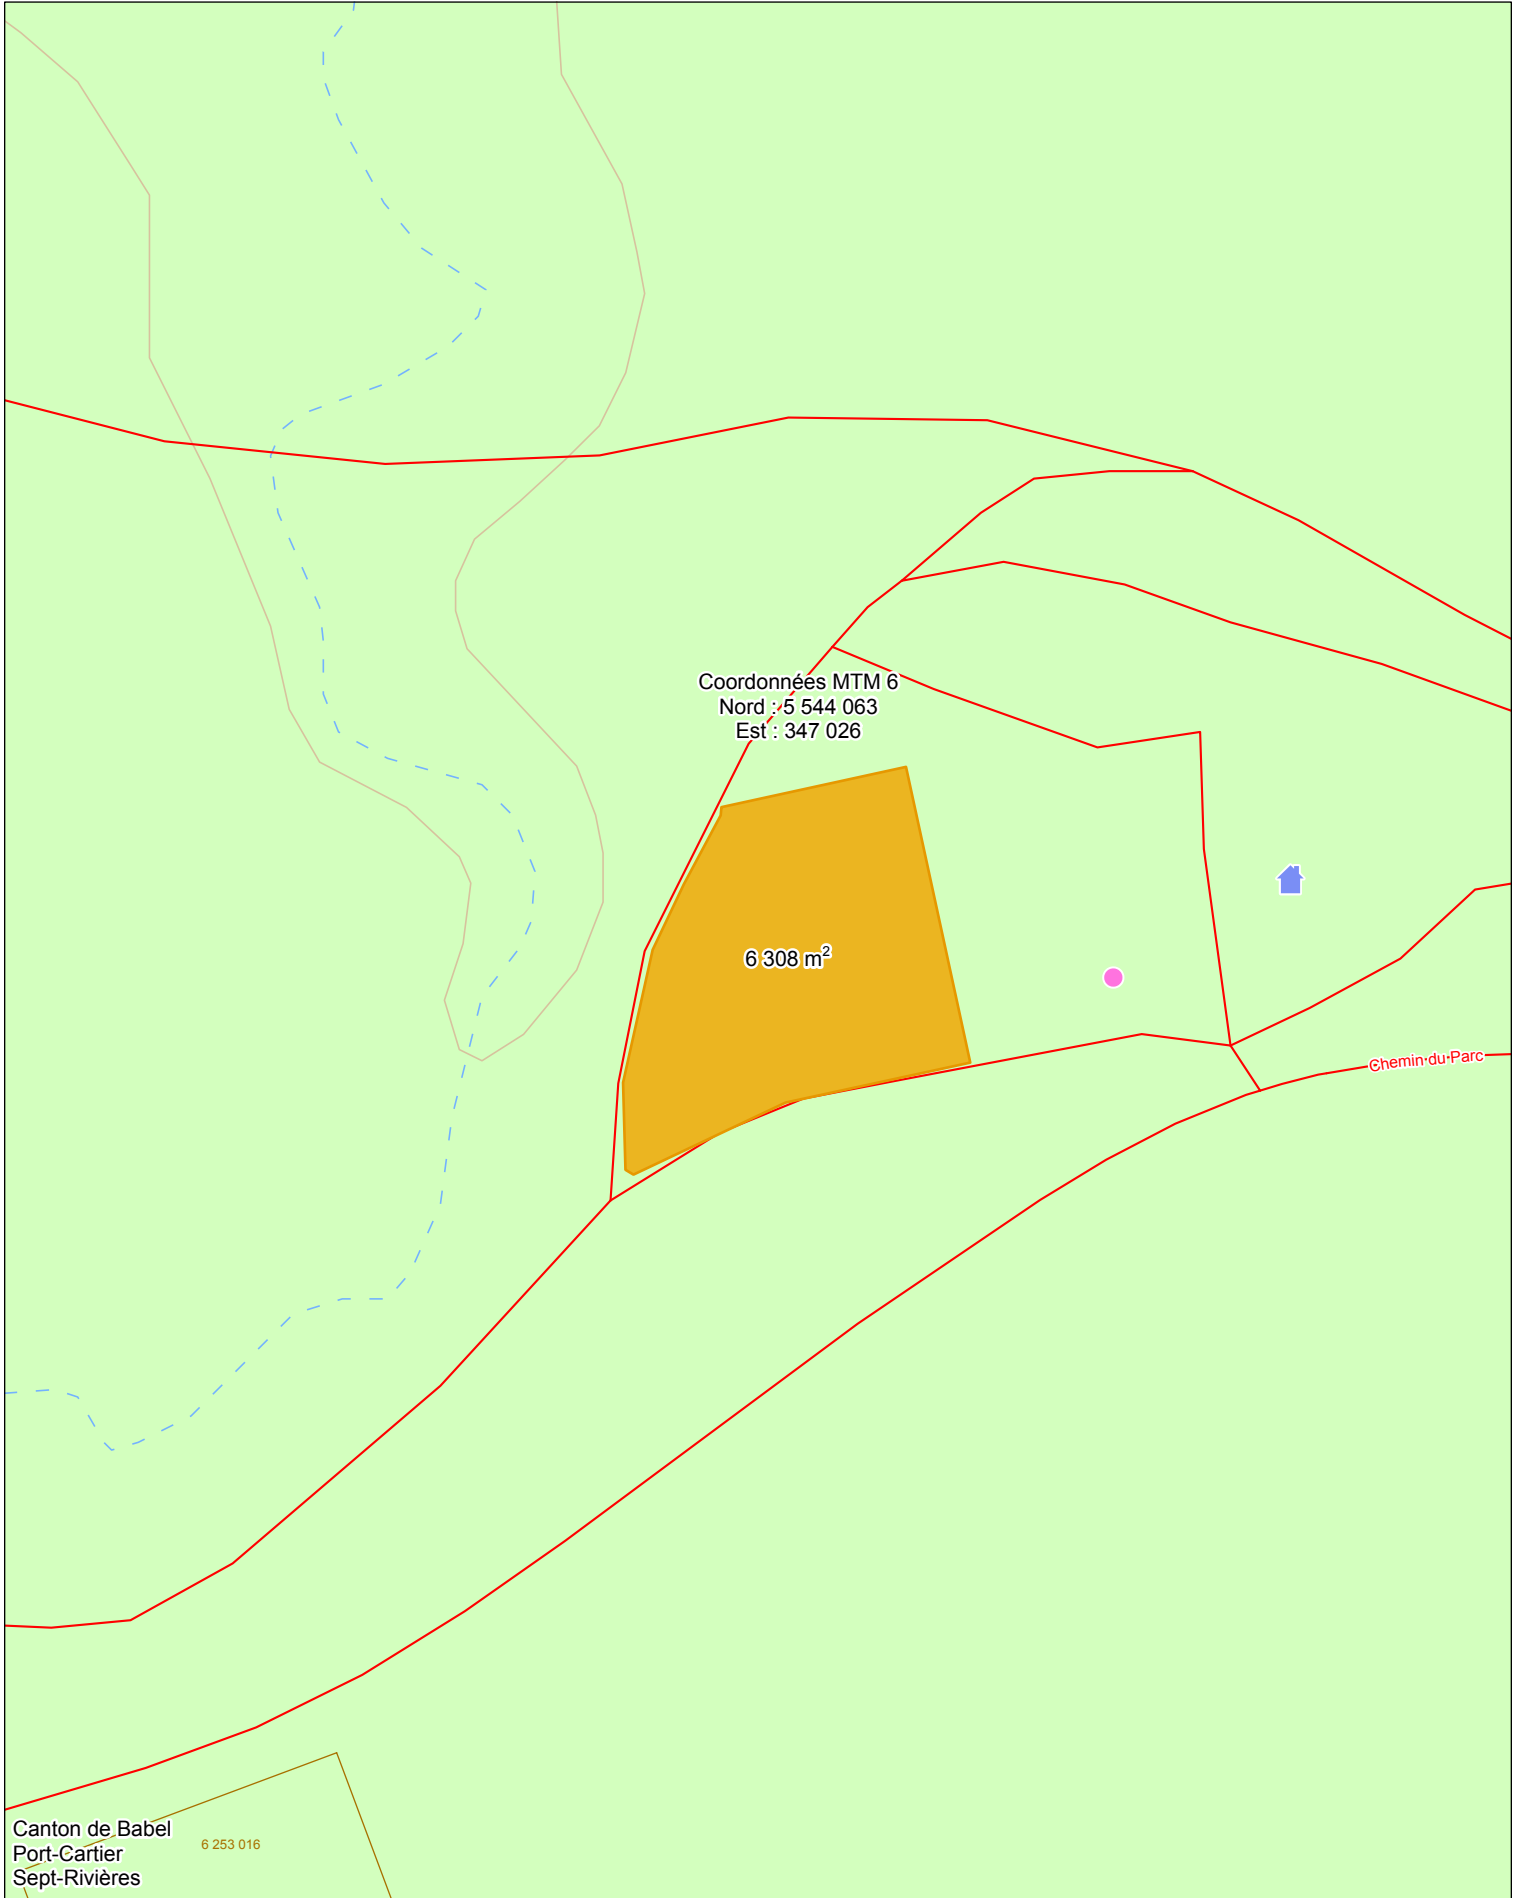 Coordonnées MTM 6
Nord : 5 544 063
Est : 347 026
6 308 m²
Chemin du Parc
Canton de Babel
Port-Cartier
Sept-Rivières
6 253 016